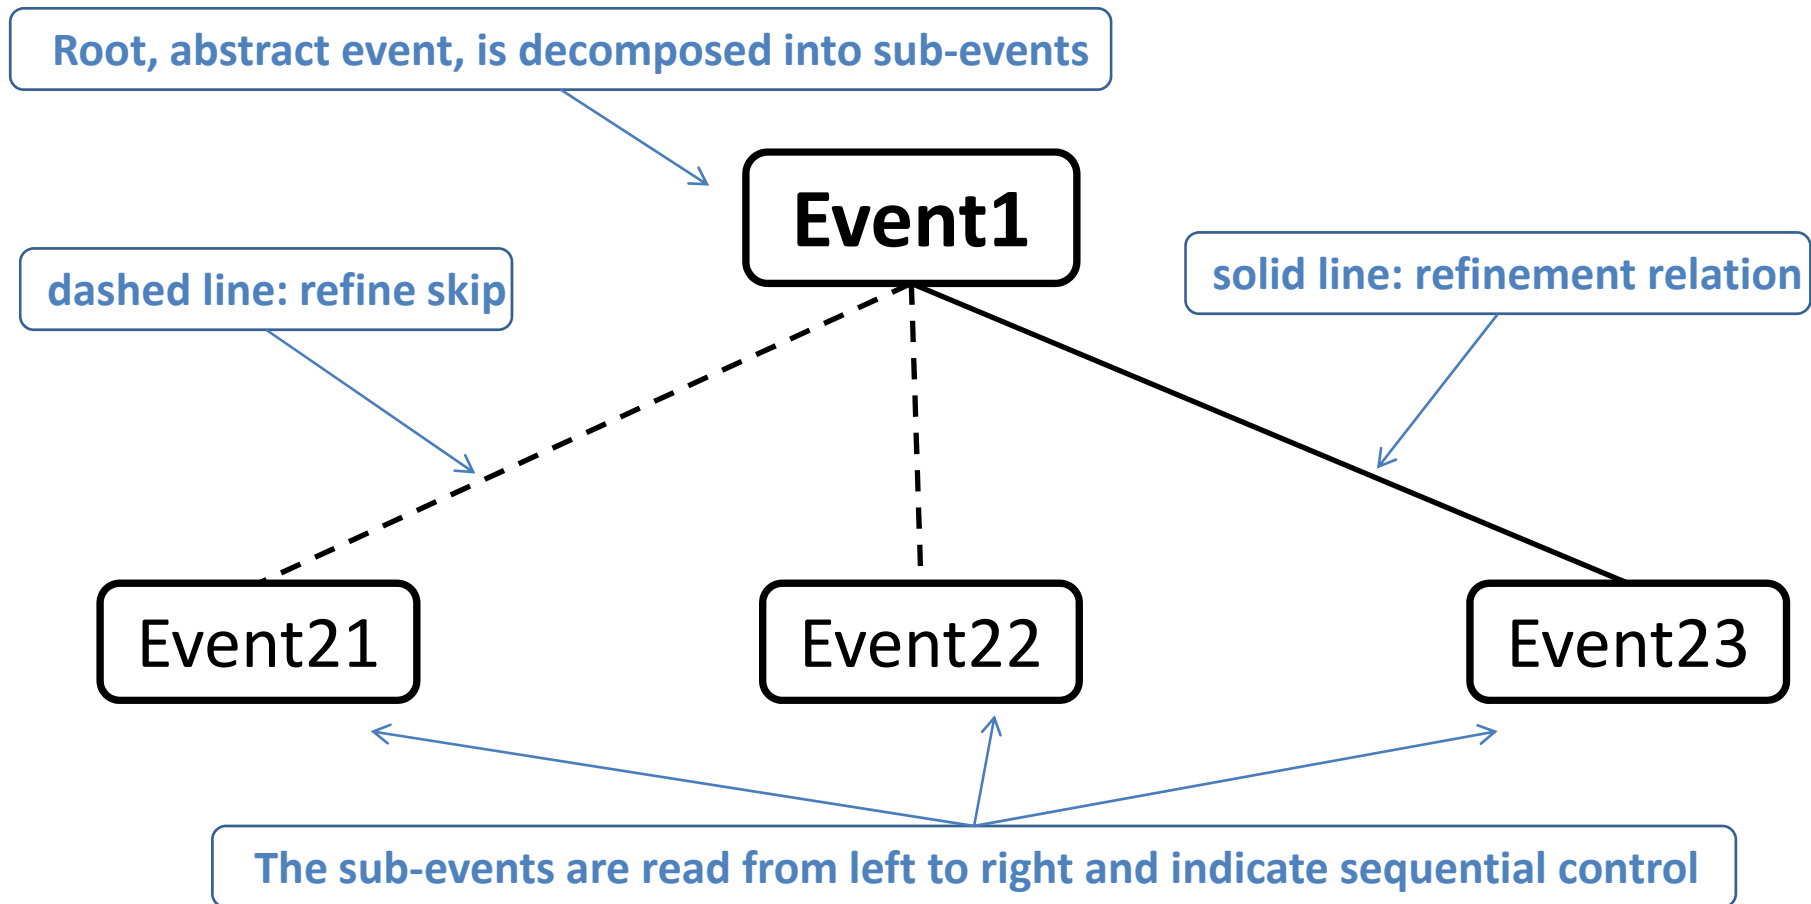 Root, abstract event, is decomposed into sub-events
Event1
dashed line: refine skip
solid line: refinement relation
Event21
Event22
Event23
The sub-events are read from left to right and indicate sequential control